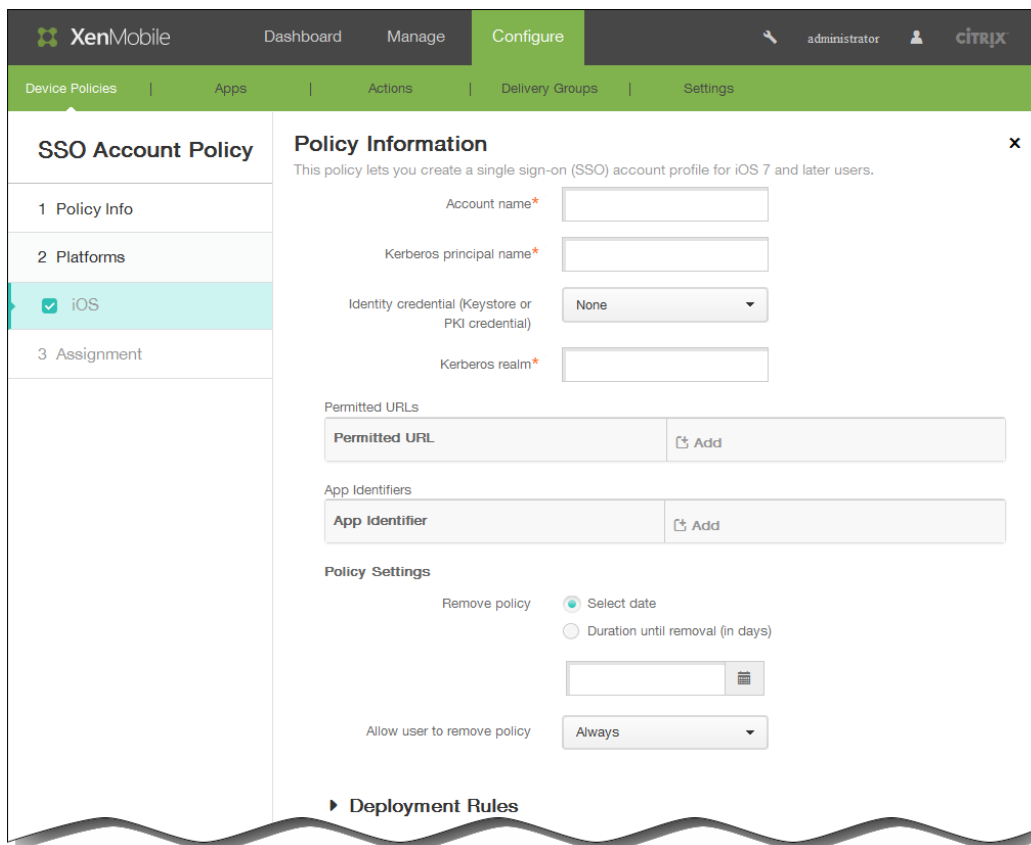 XenMobile Dashboard Manage Configure administrator CİTRIX
Device Policies | Apps | Actions | Delivery Groups | Settings
SSO Account Policy
1 Policy Info
2 Platforms
iOS
3 Assignment
Policy Information
This policy lets you create a single sign-on (SSO) account profile for iOS 7 and later users.
Account name*
Kerberos principal name*
Identity credential (Keystore or
PKI credential)
None
Kerberos realm*
Permitted URLs
Permitted URL Add
App Identifiers
App Identifier Add
Policy Settings
Remove policy Select date
Duration until removal (in days)
Allow user to remove policy Always
Deployment Rules